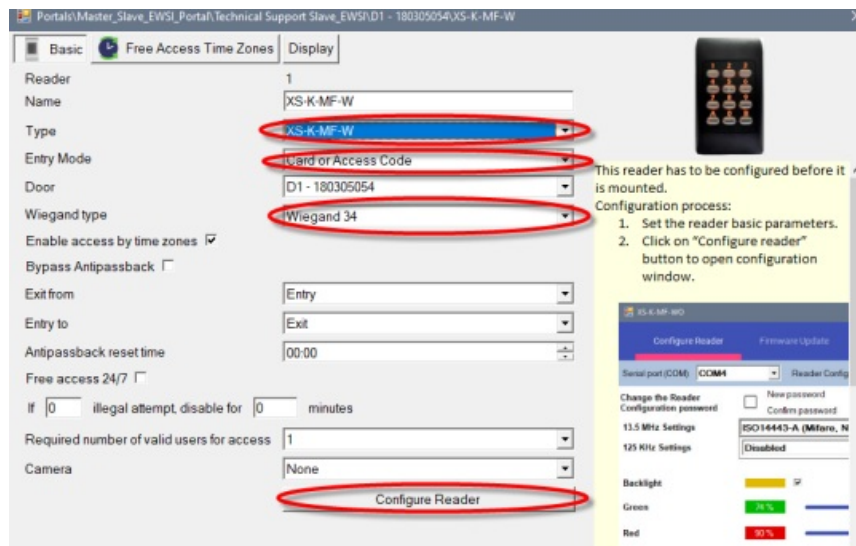 Portals\Master_Slave_EWSI_Portal\Technical Support Slave_EWSI\D1 - 180305054\XS-K-MF-W
Basic Free Access Time Zones Display
Reader 1
Name XS-K-MF-W
Type XS-K-MF-W
Entry Mode Card or Access Code
Door D1 - 180305054
Wiegand type Wiegand 34
Enable access by time zones
Bypass Antipassback
Exit from Entry
Entry to Exit
Antipassback reset time 00:00
Free access 24/7
If 0 illegal attempt, disable for 0 minutes
Required number of valid users for access 1
Camera None
Configure Reader
This reader has to be configured before it
is mounted.
Configuration process:
1. Set the reader basic parameters.
2. Click on "Configure reader"
button to open configuration
window.
XS-K-MF-WO
Configure Reader Firmware Update
Serial port (COM) COM4 Reader Config
Change the Reader
Configuration password
New password
Confirm password
13.5 MHz Settings ISO14443-A (Mifare, N
125 KHz Settings Disabled
Backlight
Green 74 %
Red 90 %